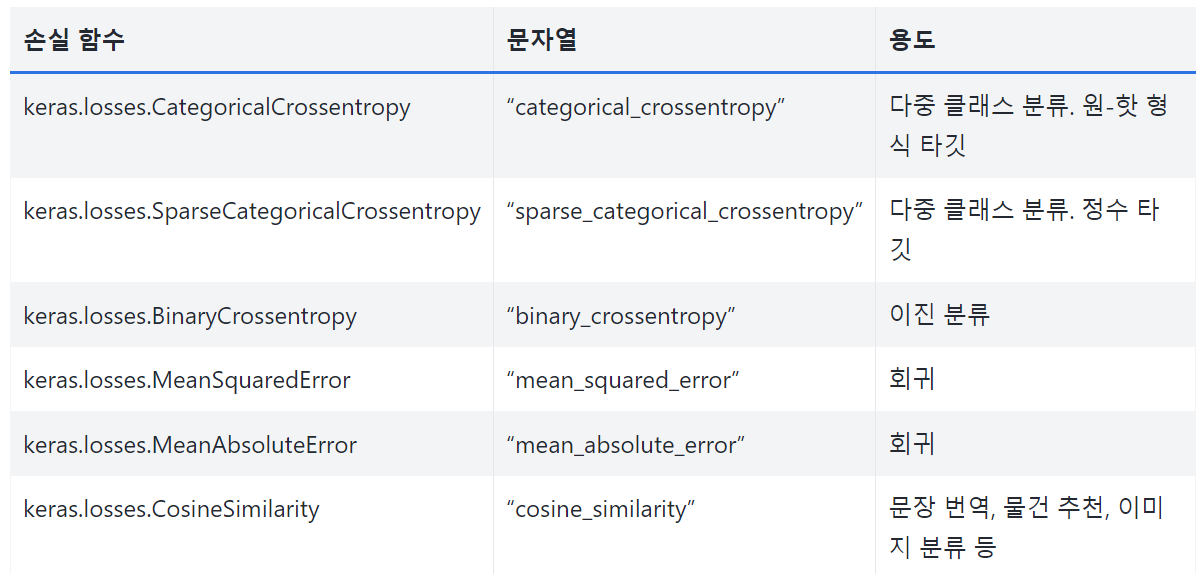 손실 함수 문자열 용도
keras.losses.CategoricalCrossentropy “categorical_crossentropy” 다중 클래스 분류. 원-핫 형
식 타깃
keras.losses.SparseCategoricalCrossentropy “sparse_categorical_crossentropy” 다중 클래스 분류. 정수 타
깃
keras.losses.BinaryCrossentropy “binary_crossentropy” 이진 분류
keras.losses.MeanSquaredError “mean_squared_error” 회귀
keras.losses.MeanAbsoluteError “mean_absolute_error” 회귀
keras.losses.CosineSimilarity “cosine_similarity” 문장 번역, 물건 추천, 이미
지 분류 등